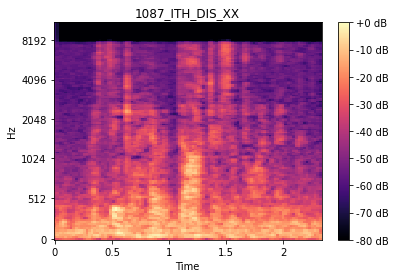 1087_ITH_DIS_XX
+0 dB
8192
-10 dB
4096
-20 dB
-30 dB
Hz
2048
-40 dB
1024
-50 dB
512
-60 dB
-70 dB
0
-80 dB
0
0.5
1
1.5
2
Time